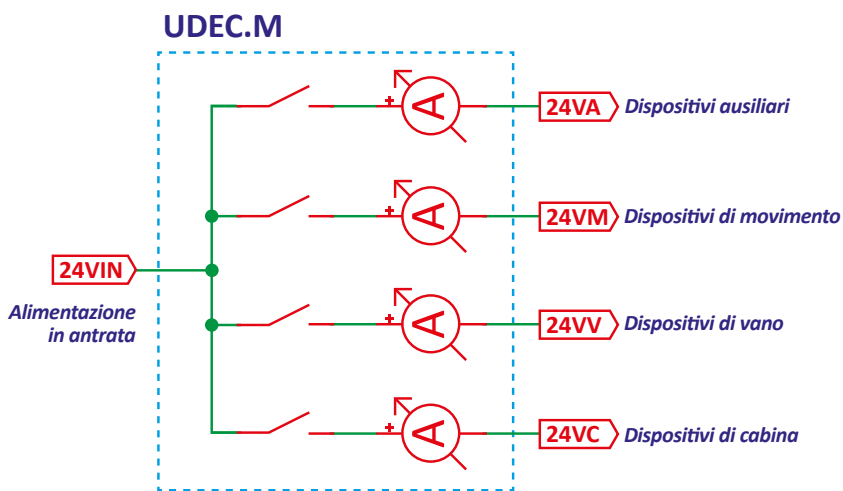 UDEC.M
+ A 24VA Dispositivi ausiliari
+ A 24VM Dispositivi di movimento
24VIN
Alimentazione
in antrata
+ A 24VV Dispositivi di vano
+ A 24VC Dispositivi di cabina